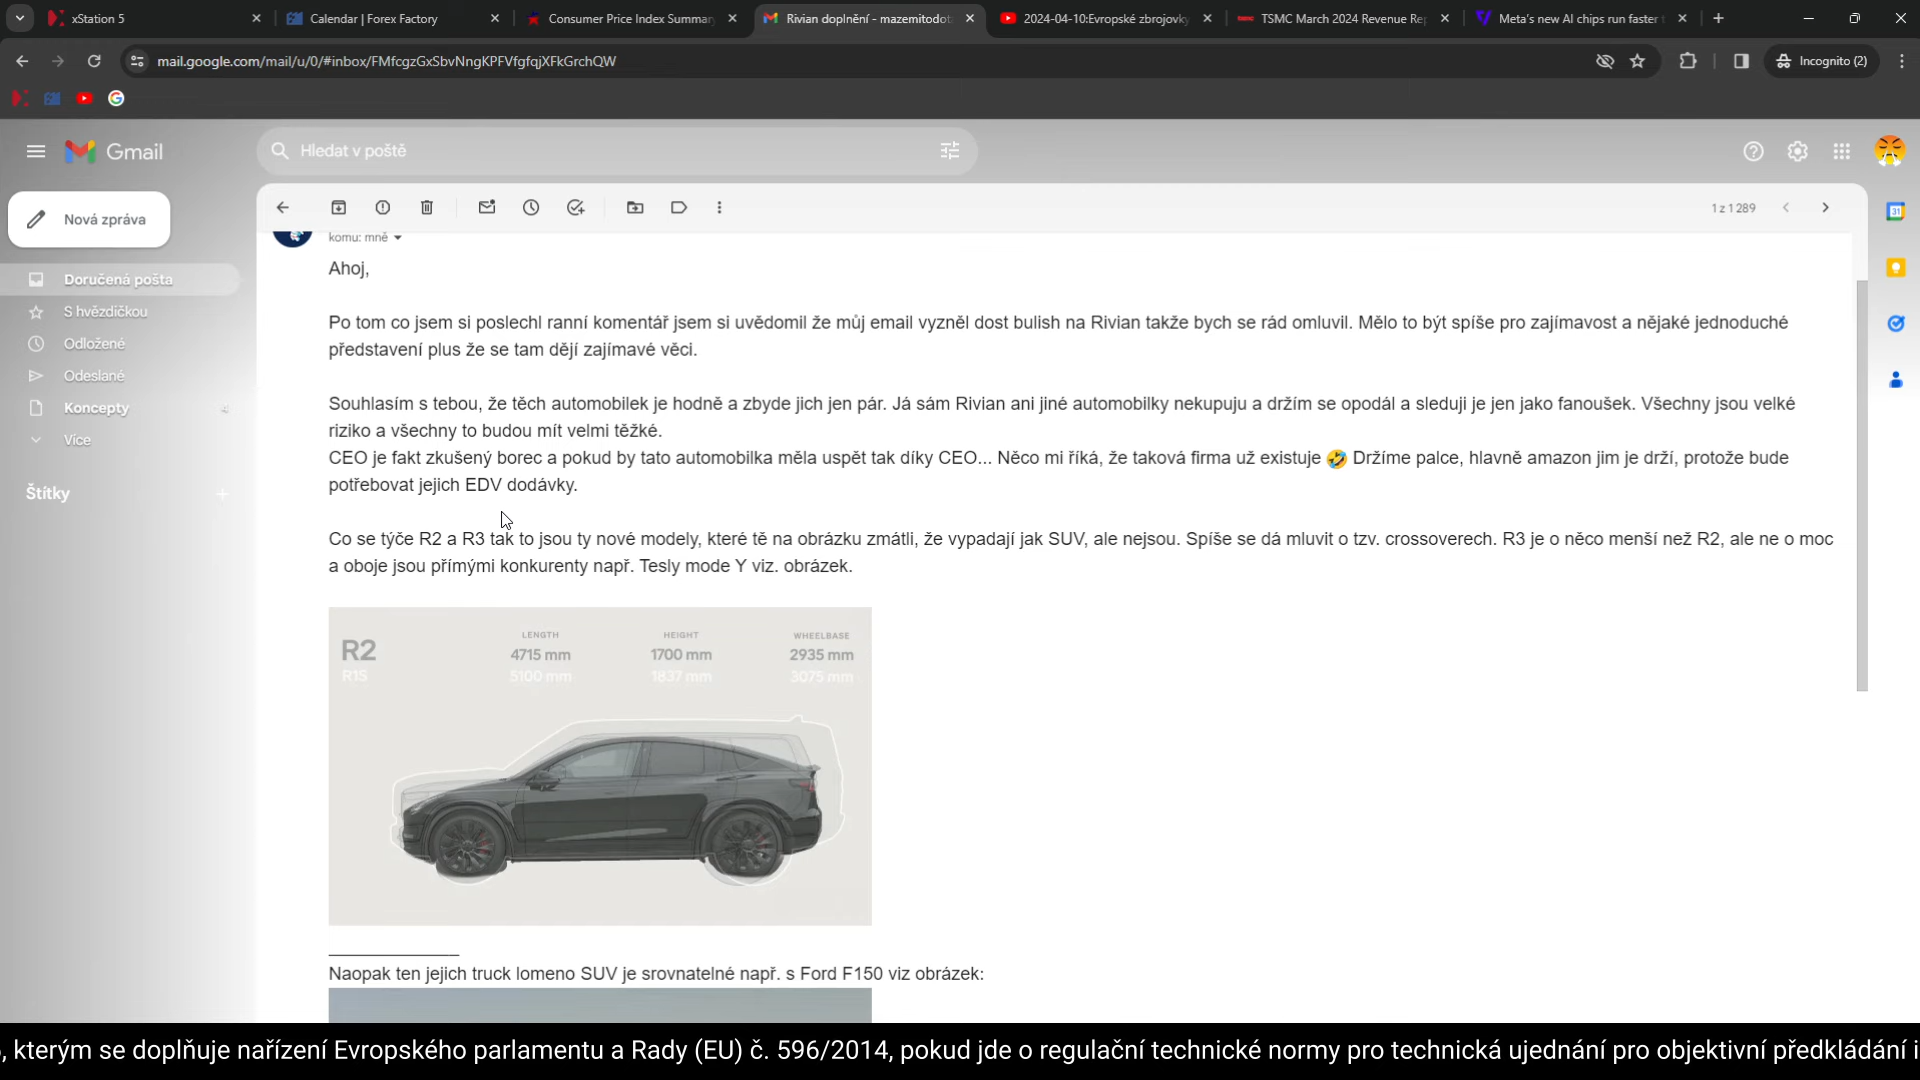 xStation 5
Calendar | Forex Factory
Consumer Price Index Summary
Rivian doplnění - mazemitodot
2024-04-10:Evropské zbrojovky
TSMC March 2024 Revenue Re
Meta's new AI chips run faster
mail.google.com/mail/u/0/#inbox/FMfcgzGxSbvNngKPFVfgfqjXFkGrchQW
Incognito (2)
Gmail
Hledat v poště
Nová zpráva
1 z 1 289
Doručená pošta
S hvězdičkou
Odložené
Odeslané
Koncepty 4
Více
Štítky
komu: mně
Ahoj,
Po tom co jsem si poslechl ranní komentář jsem si uvědomil že můj email vyzněl dost bulish na Rivian takže bych se rád omluvil. Mělo to být spíše pro zajímavost a nějaké jednoduché
představení plus že se tam dějí zajímavé věci.
Souhlasím s tebou, že těch automobilek je hodně a zbyde jich jen pár. Já sám Rivian ani jiné automobilky nekupuju a držím se opodál a sleduji je jen jako fanoušek. Všechny jsou velké
riziko a všechny to budou mít velmi těžké.
CEO je fakt zkušený borec a pokud by tato automobilka měla uspět tak díky CEO... Něco mi říká, že taková firma už existuje 🤣 Držíme palce, hlavně amazon jim je drží, protože bude
potřebovat jejich EDV dodávky.
Co se týče R2 a R3 tak to jsou ty nové modely, které tě na obrázku zmátli, že vypadají jak SUV, ale nejsou. Spíše se dá mluvit o tzv. crossoverech. R3 je o něco menší než R2, ale ne o moc
a oboje jsou přímými konkurenty např. Tesly mode Y viz. obrázek.
R2 LENGTH HEIGHT WHEELBASE
4715 mm 1700 mm 2935 mm
R1S 5100 mm 1837 mm 3075 mm
Naopak ten jejich truck lomeno SUV je srovnatelné např. s Ford F150 viz obrázek:
, kterým se doplňuje nařízení Evropského parlamentu a Rady (EU) č. 596/2014, pokud jde o regulační technické normy pro technická ujednání pro objektivní předkládání i